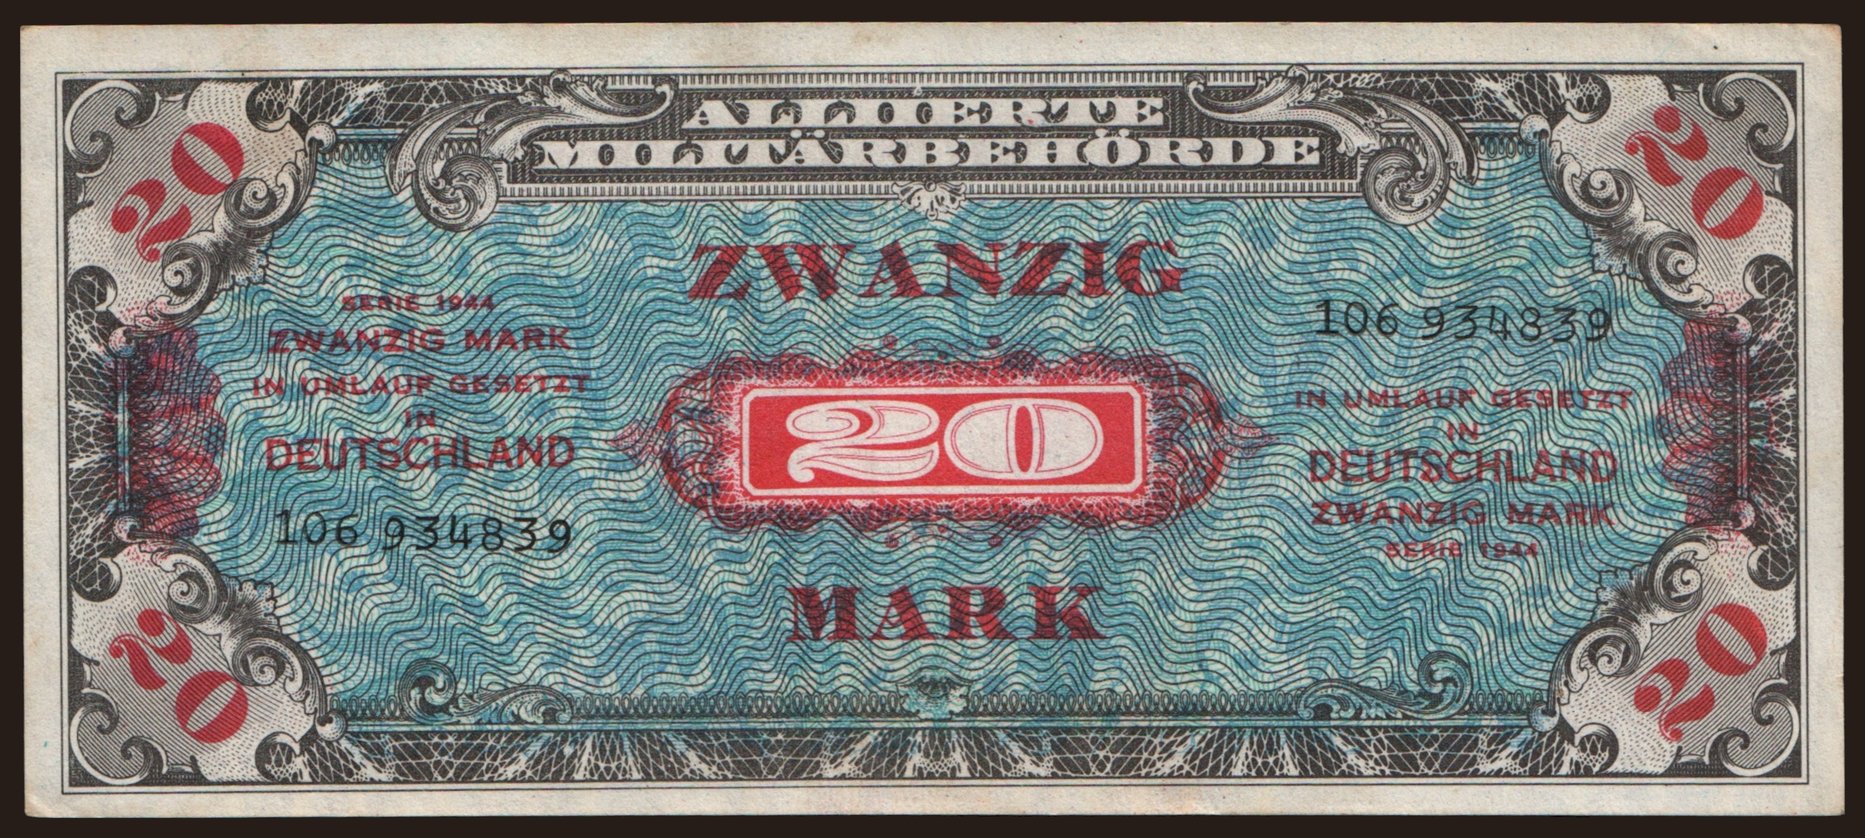 20
ALLIIERTE
MILITÄRBEHÖRDE
20
ZWANZIG
SERIE 1944
ZWANZIG MARK
IN UMLAUF GESETZT
IN
DEUTSCHLAND
106 934839
20
106 934839
IN UMLAUF GESETZT
IN
DEUTSCHLAND
ZWANZIG MARK
SERIE 1944
MARK
20
20